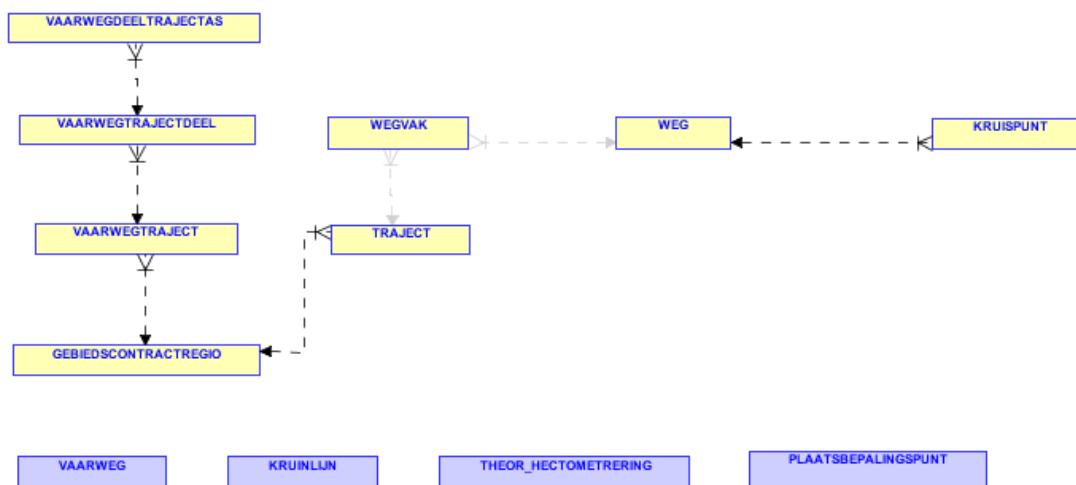 VAARWEGDEELTRAJECTAS
VAARWEGTRAJECTDEEL
WEGVAK
WEG
KRUISPUNT
VAARWEGTRAJECT
TRAJECT
GEBIEDSCONTRACTREGIO
VAARWEG
KRUINLIJN
THEOR_HECTOMETRERING
PLAATSBEPALINGSPUNT